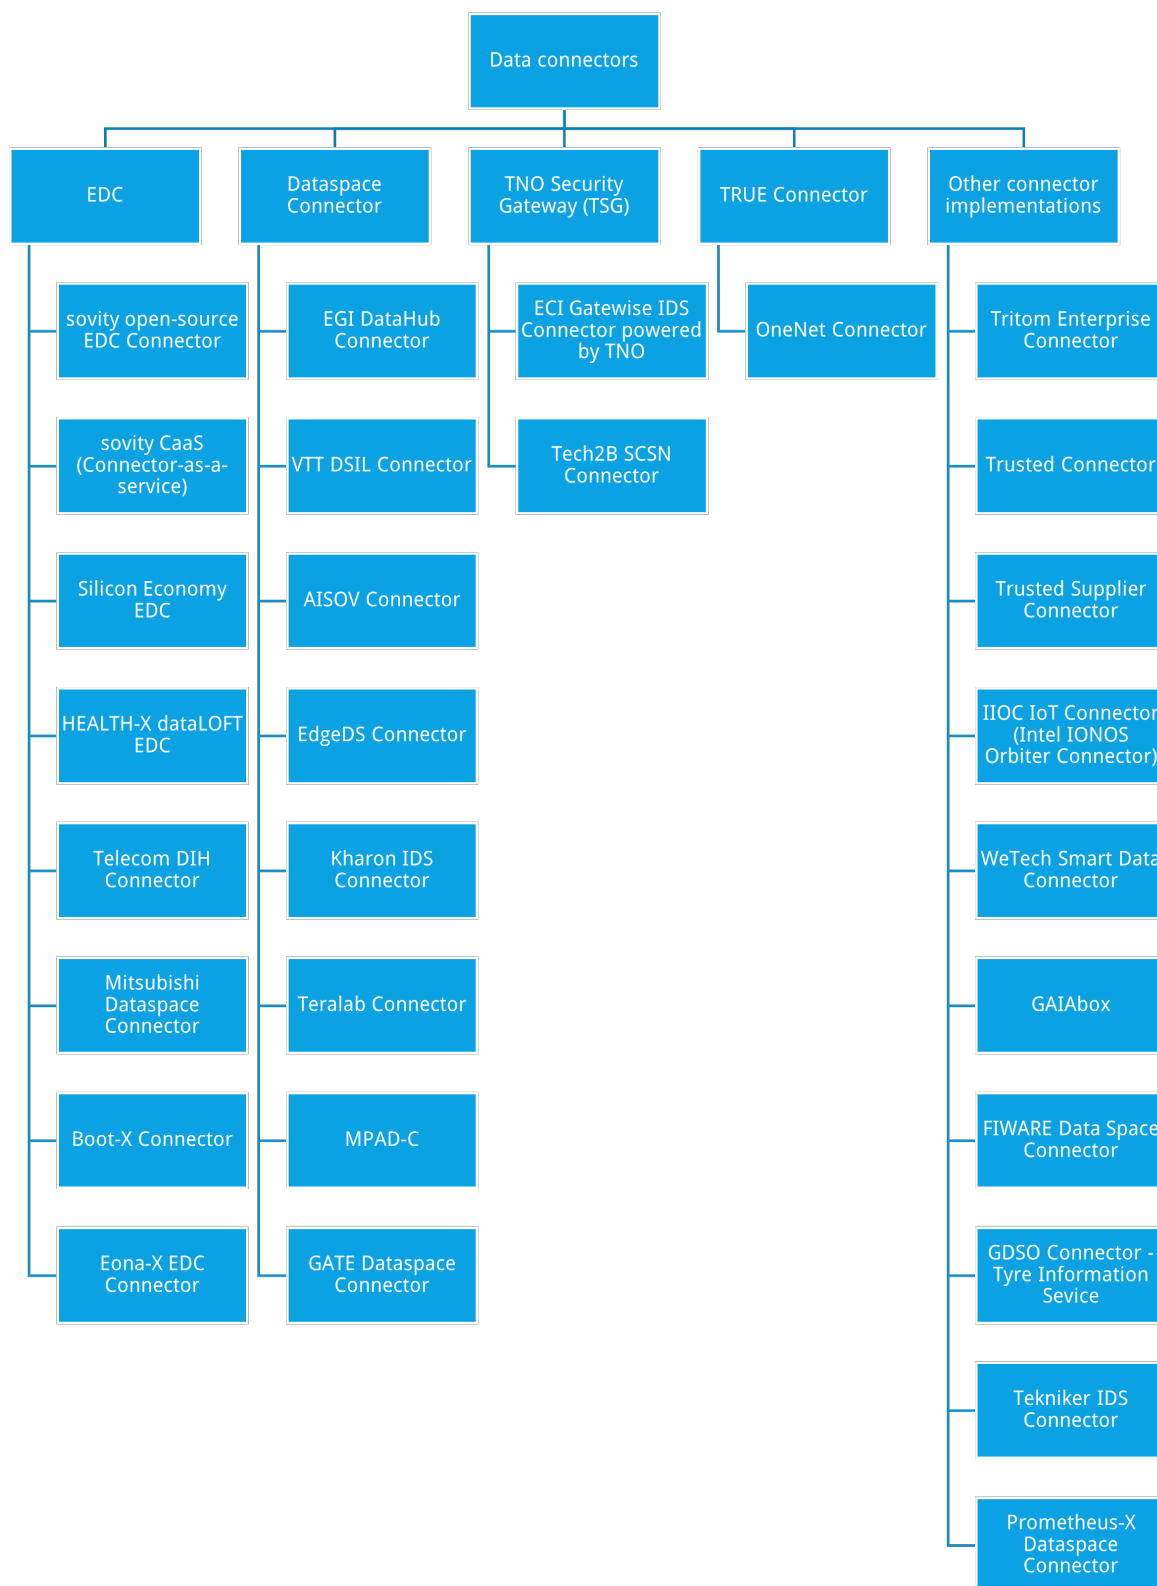 Data connectors
EDC
Dataspace
Connector
TNO Security
Gateway (TSG)
TRUE Connector
Other connector
implementations
sovity open-source
EDC Connector
sovity CaaS
(Connector-as-a-
service)
Silicon Economy
EDC
HEALTH-X dataLOFT
EDC
Telecom DIH
Connector
Mitsubishi
Dataspace
Connector
Boot-X Connector
Eona-X EDC
Connector
EGI DataHub
Connector
VTT DSIL Connector
AISOV Connector
EdgeDS Connector
Kharon IDS
Connector
Teralab Connector
MPAD-C
GATE Dataspace
Connector
ECI Gatewise IDS
Connector powered
by TNO
Tech2B SCSN
Connector
OneNet Connector
Tritom Enterprise
Connector
Trusted Connector
Trusted Supplier
Connector
IIOC IoT Connector
(Intel IONOS
Orbiter Connector)
WeTech Smart Data
Connector
GAIAbox
FIWARE Data Space
Connector
GDSO Connector -
Tyre Information
Sevice
Tekniker IDS
Connector
Prometheus-X
Dataspace
Connector